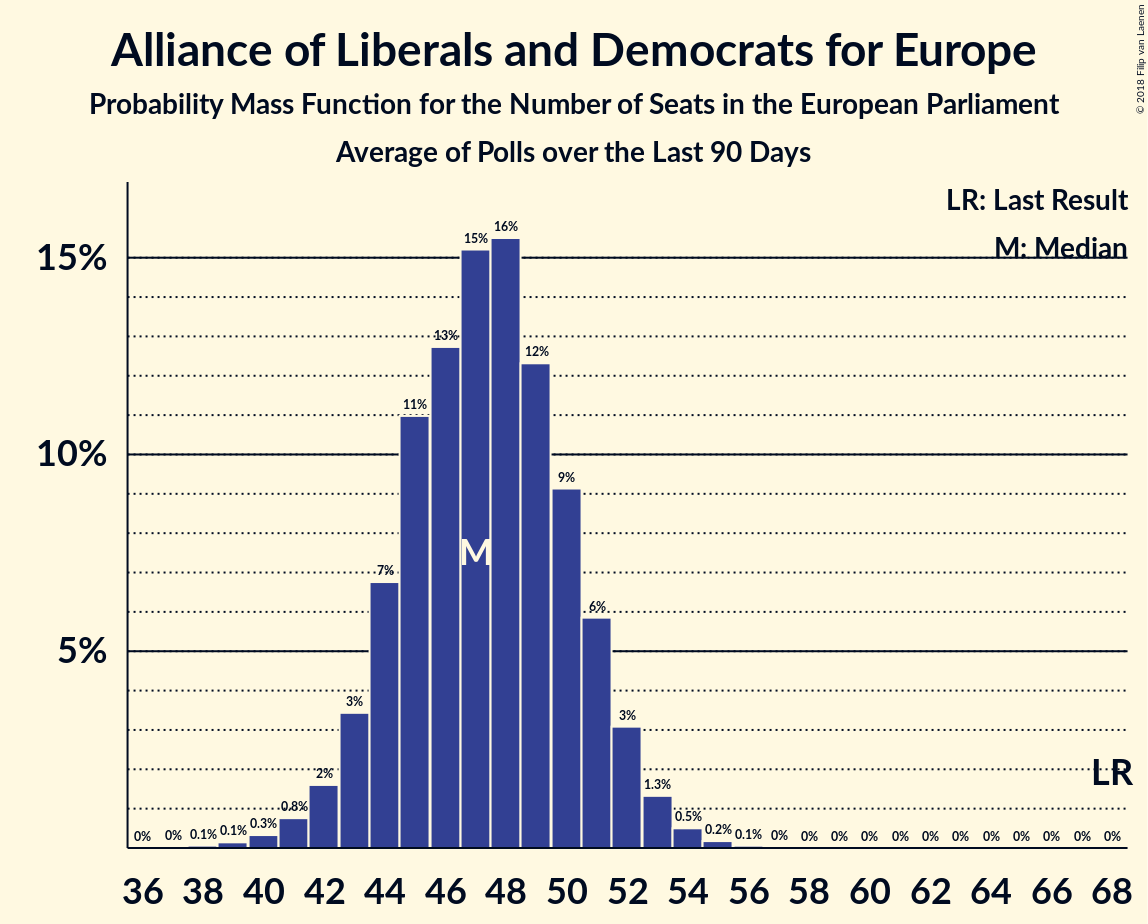 Alliance of Liberals and Democrats for Europe
Probability Mass Function for the Number of Seats in the European Parliament
Average of Polls over the Last 90 Days
© 2018 Filip van Laenen
LR: Last Result
M: Median
15%
10%
5%
0% 0% 0.1% 0.1% 0.3% 0.8% 2% 3% 7% 11% 13% 15% 16% 12% 9% 6% 3% 1.3% 0.5% 0.2% 0.1% 0% 0% 0% 0% 0% 0% 0% 0% 0% 0% 0% 0%
M
LR
36 38 40 42 44 46 48 50 52 54 56 58 60 62 64 66 68